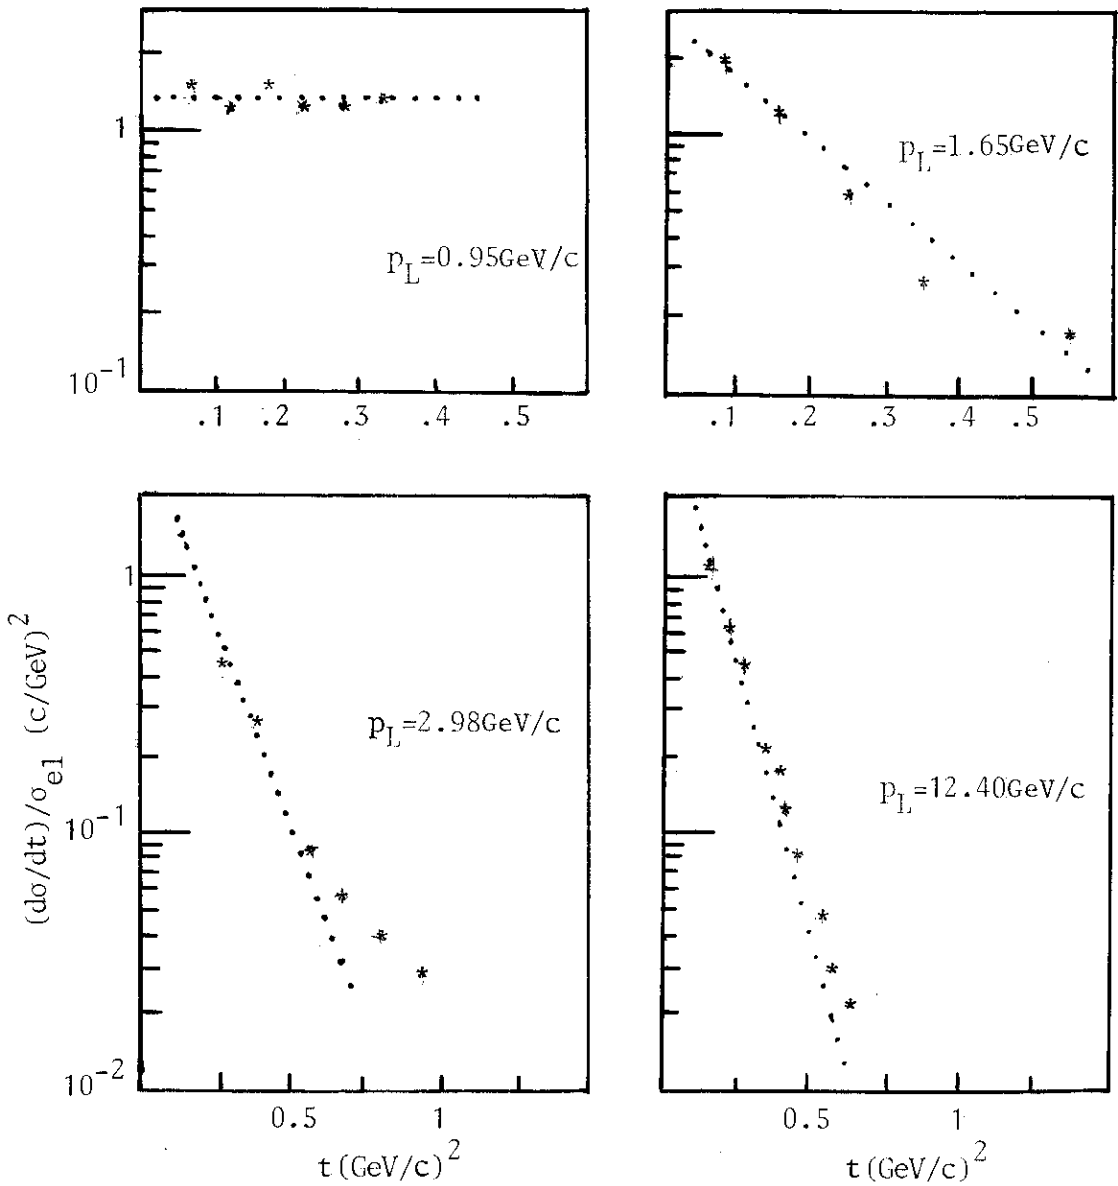 1
10⁻¹
p_L=0.95GeV/c
.1 .2 .3 .4 .5
p_L=1.65GeV/c
.1 .2 .3 .4 .5
(dσ/dt)/σ_el (c/GeV)²
1
10⁻¹
10⁻²
p_L=2.98GeV/c
0.5 1
t(GeV/c)²
p_L=12.40GeV/c
0.5 1
t(GeV/c)²